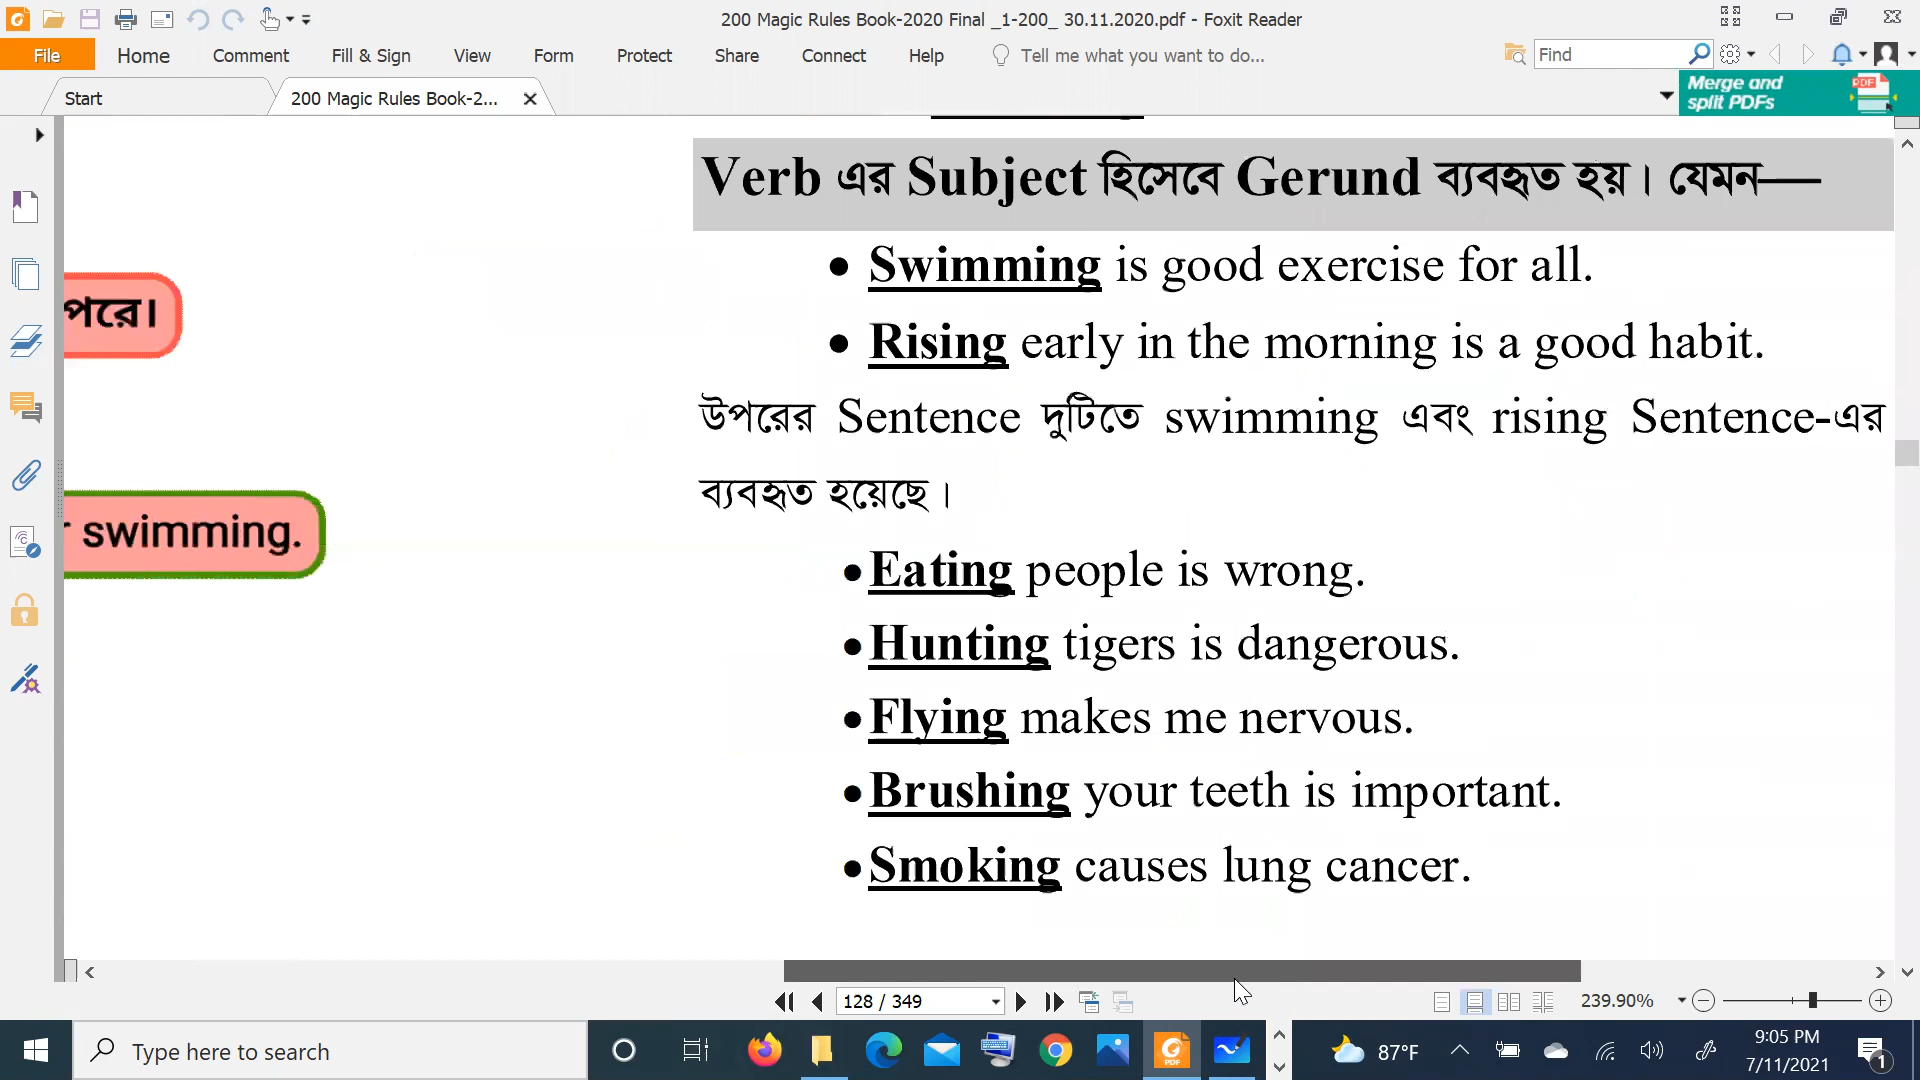 200 Magic Rules Book-2020 Final _1-200_ 30.11.2020.pdf - Foxit Reader
File Home Comment Fill & Sign View Form Protect Share Connect Help Tell me what you want to do... Find
Start 200 Magic Rules Book-2... Merge and
split PDFs
Verb এর Subject হিসেবে Gerund ব্যবহৃত হয়। যেমন—
• Swimming is good exercise for all.
পরে।
• Rising early in the morning is a good habit.
উপরের Sentence দুটিতে swimming এবং rising Sentence-এর
ব্যবহৃত হয়েছে।
swimming.
• Eating people is wrong.
• Hunting tigers is dangerous.
• Flying makes me nervous.
• Brushing your teeth is important.
• Smoking causes lung cancer.
128 / 349 239.90%
Type here to search 87°F 9:05 PM
7/11/2021 1